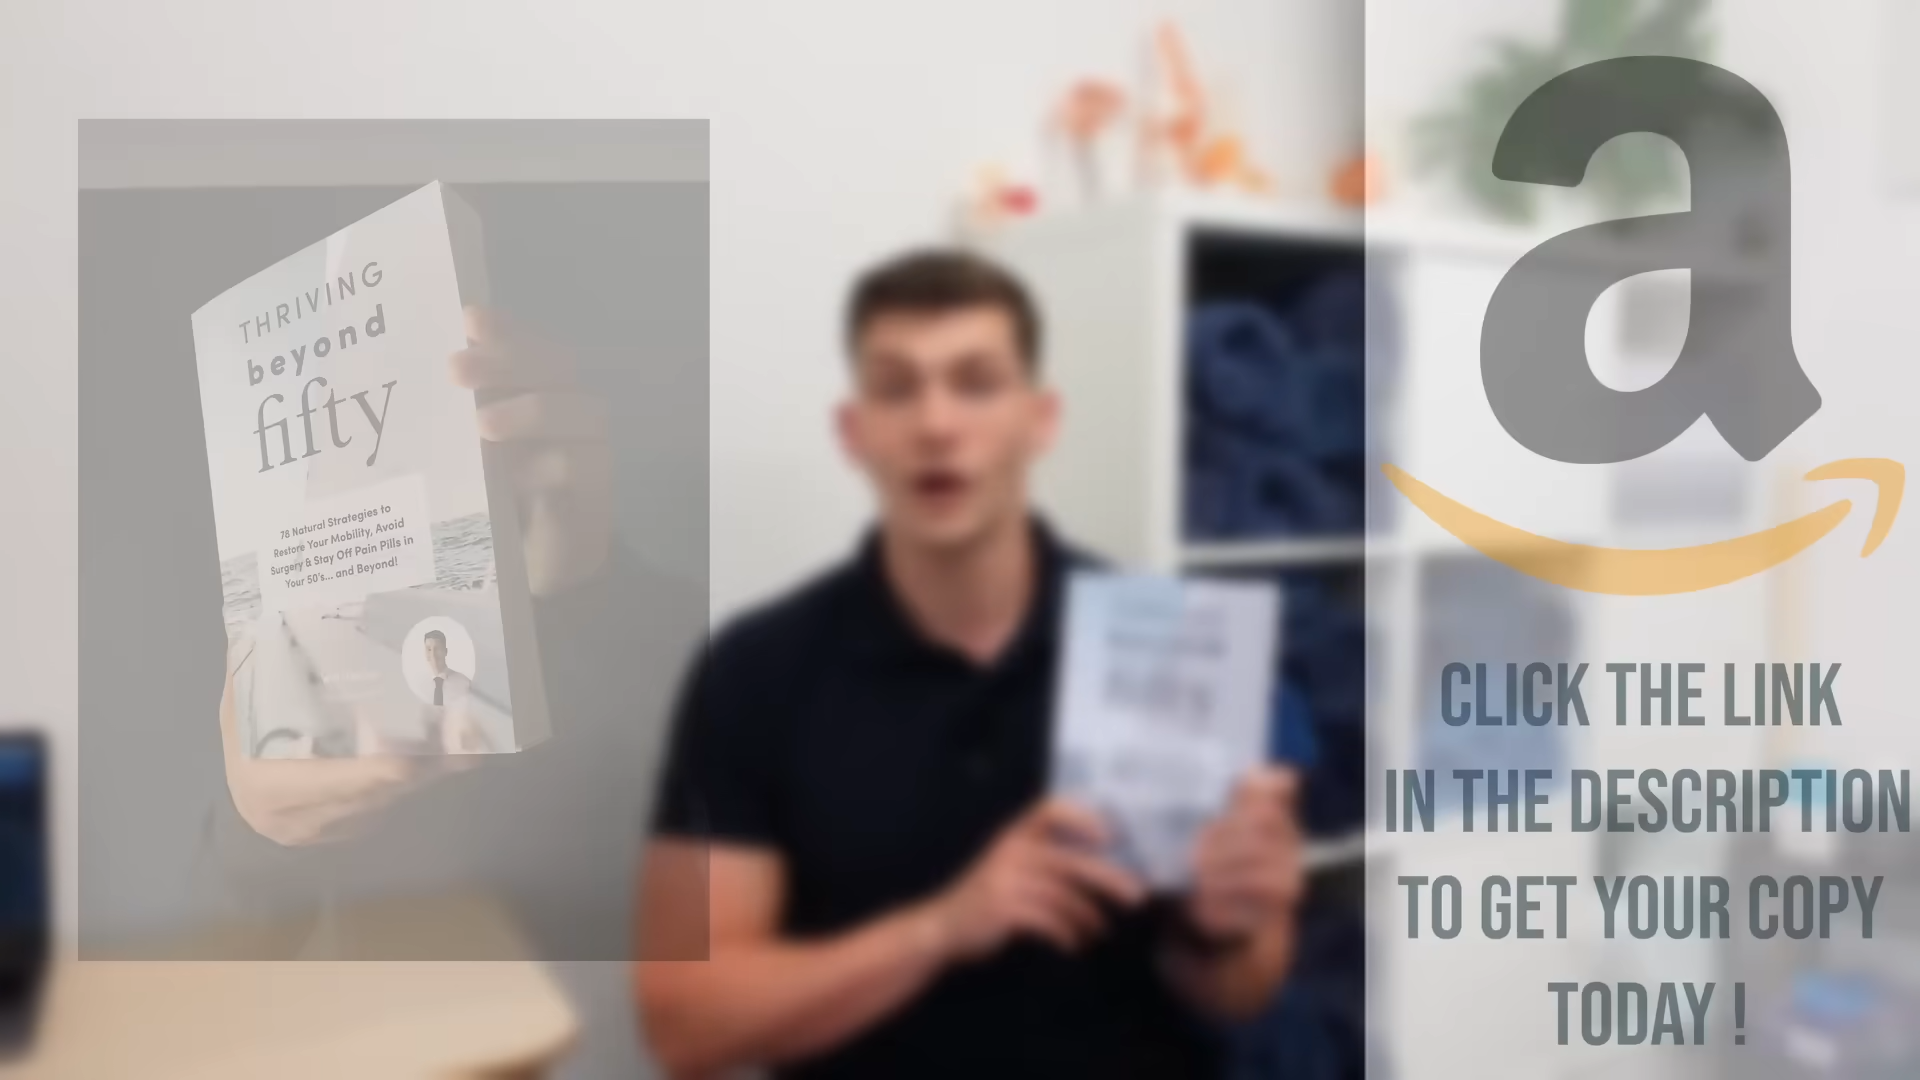 THRIVING
beyond
fifty
78 Natural Strategies to
Restore Your Mobility, Avoid
Surgery & Stay Off Pain Pills in
Your 50's... and Beyond!
a
CLICK THE LINK
IN THE DESCRIPTION
TO GET YOUR COPY
TODAY !